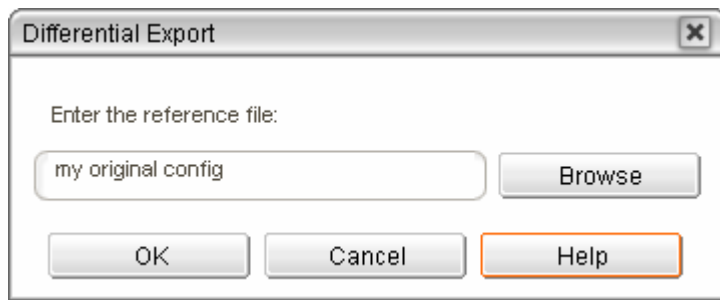 Differential Export
Enter the reference file:
my original config
Browse
OK
Cancel
Help